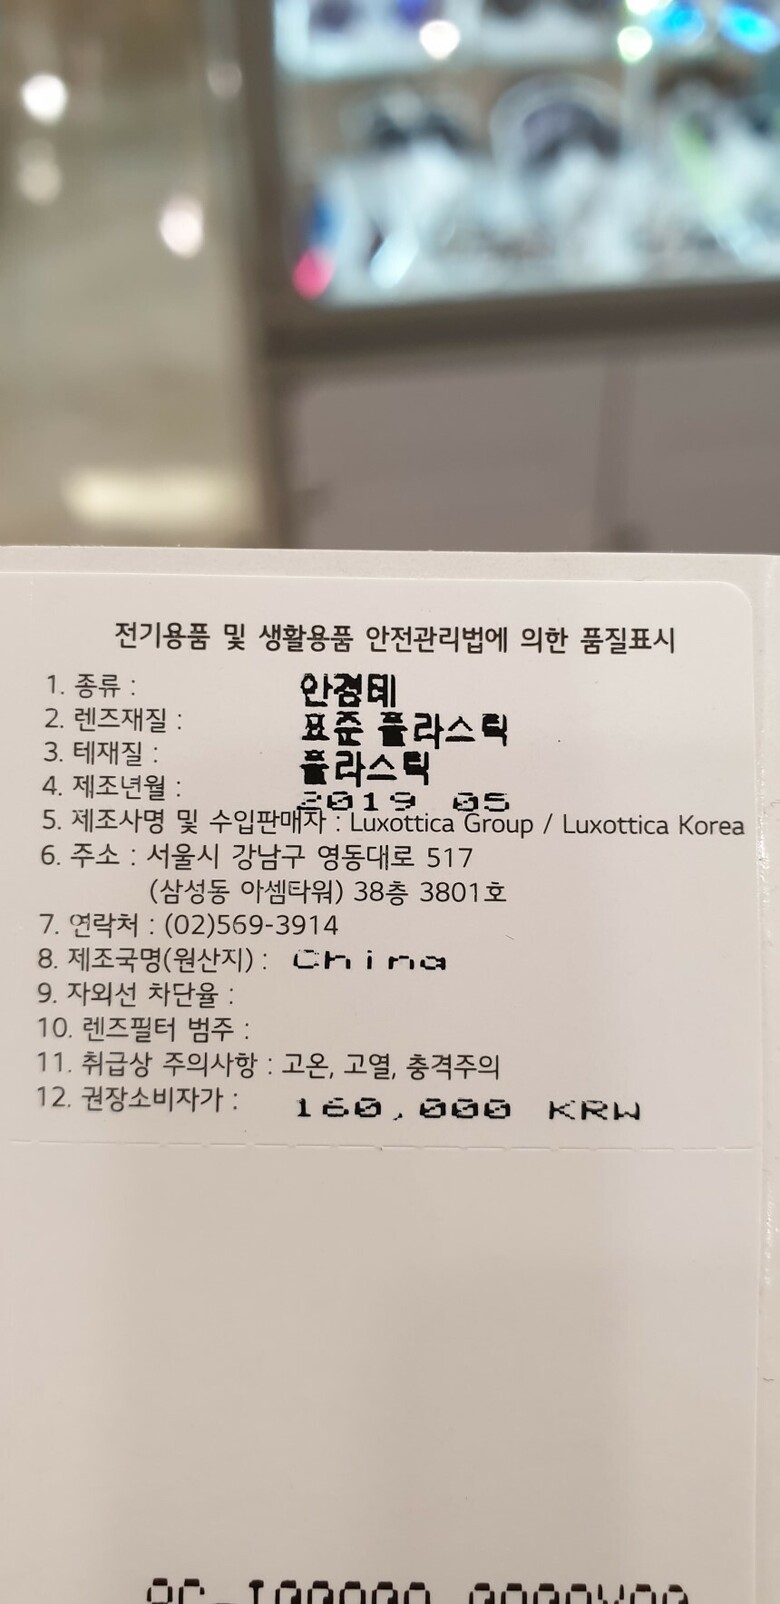 전기용품 및 생활용품 안전관리법에 의한 품질표시
1. 종류 : 안경테
2. 렌즈재질 : 표준 플라스틱
3. 테재질 : 플라스틱
4. 제조년월 : 2019 05
5. 제조사명 및 수입판매자 : Luxottica Group / Luxottica Korea
6. 주소 : 서울시 강남구 영동대로 517
(삼성동 아셈타워) 38층 3801호
7. 연락처 : (02)569-3914
8. 제조국명(원산지) : China
9. 자외선 차단율 :
10. 렌즈필터 범주 :
11. 취급상 주의사항 : 고온, 고열, 충격주의
12. 권장소비자가 : 160,000 KRW